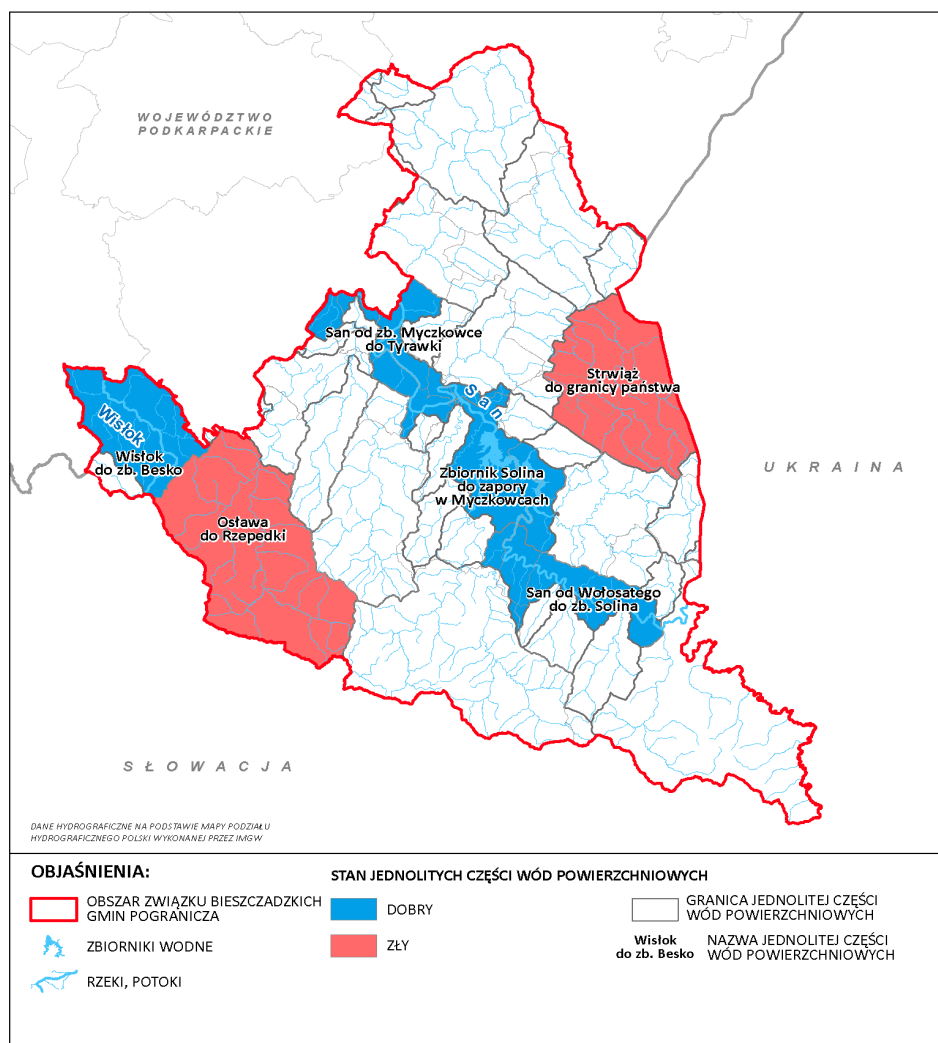 WOJEWÓDZTWO
PODKARPACKIE
San od zb. Myczkowce
do Tyrawki
Strwiąż
do granicy państwa
San
Wisłok
Wisłok
do zb. Besko
Zbiornik Solina
do zapory
w Myczkowcach
UKRAINA
Osława
do Rzepedki
San od Wołosatego
do zb. Solina
SŁOWACJA
DANE HYDROGRAFICZNE NA PODSTAWIE MAPY PODZIAŁU
HYDROGRAFICZNEGO POLSKI WYKONANEJ PRZEZ IMGW
OBJAŚNIENIA:
OBSZAR ZWIĄZKU BIESZCZADZKICH
GMIN POGRANICZA
ZBIORNIKI WODNE
RZEKI, POTOKI
STAN JEDNOLITYCH CZĘŚCI WÓD POWIERZCHNIOWYCH
DOBRY
ZŁY
GRANICA JEDNOLITEJ CZĘŚCI
WÓD POWIERZCHNIOWYCH
Wisłok
do zb. Besko
NAZWA JEDNOLITEJ CZĘŚCI
WÓD POWIERZCHNIOWYCH